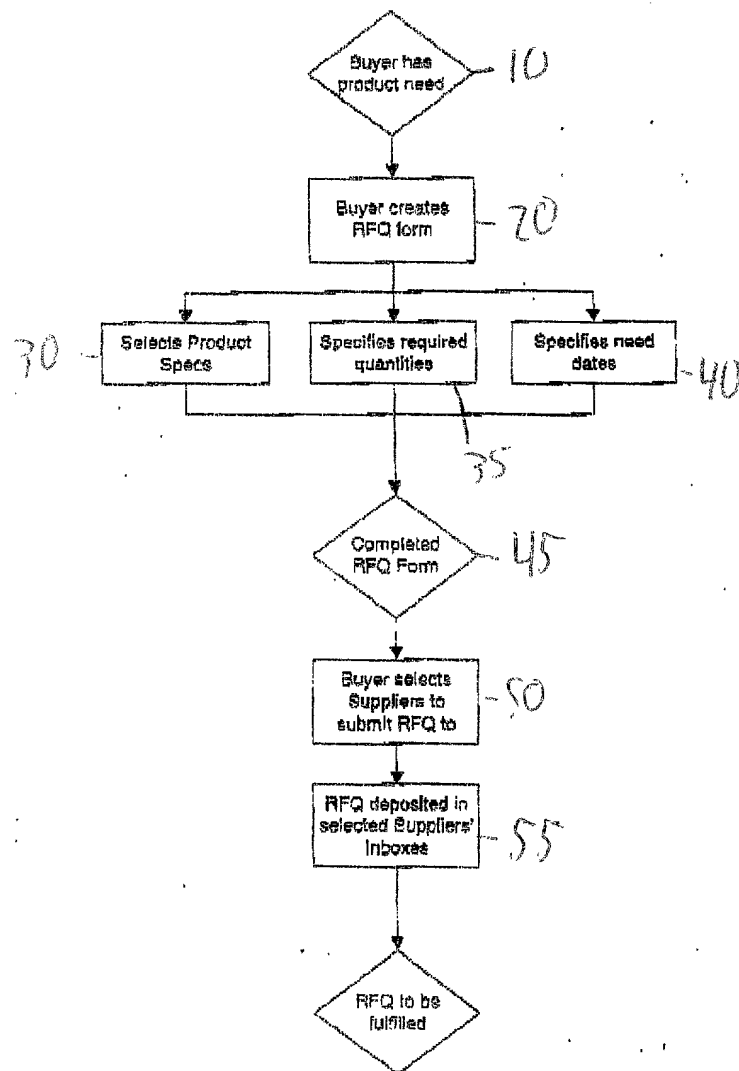 Buyer has
product need
10
Buyer creates
RFQ form
20
30
Selects Product
Specs
Specifies required
quantities
Specifies need
dates
40
35
Completed
RFQ Form
45
Buyer selects
Suppliers to
submit RFQ to
50
RFQ deposited in
selected Suppliers'
Inboxes
55
RFQ to be
fulfilled